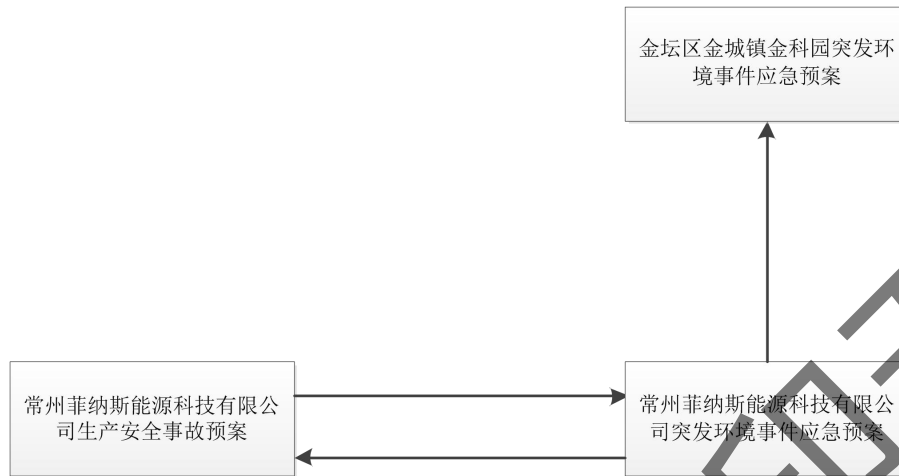 金坛区金城镇金科园突发环
境事件应急预案
常州菲纳斯能源科技有限公
司生产安全事故预案
常州菲纳斯能源科技有限公
司突发环境事件应急预案